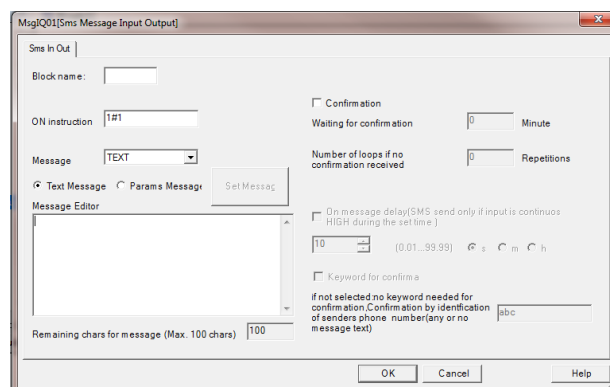 MsgIQ01[Sms Message Input Output]
Sms In Out
Block name:
ON instruction 1#1
Message TEXT
Text Message Params Message Set Messag
Message Editor
Remaining chars for message (Max. 100 chars) 100
Confirmation
Waiting for confirmation 0 Minute
Number of loops if no
confirmation received 0 Repetitions
On message delay(SMS send only if input is continuos
HIGH during the set time )
10 (0.01...99.99) s m h
Keyword for confirma
if not selected:no keyword needed for
confirmation,Confirmation by identfication
of senders phone number(any or no
message text) abc
OK Cancel Help